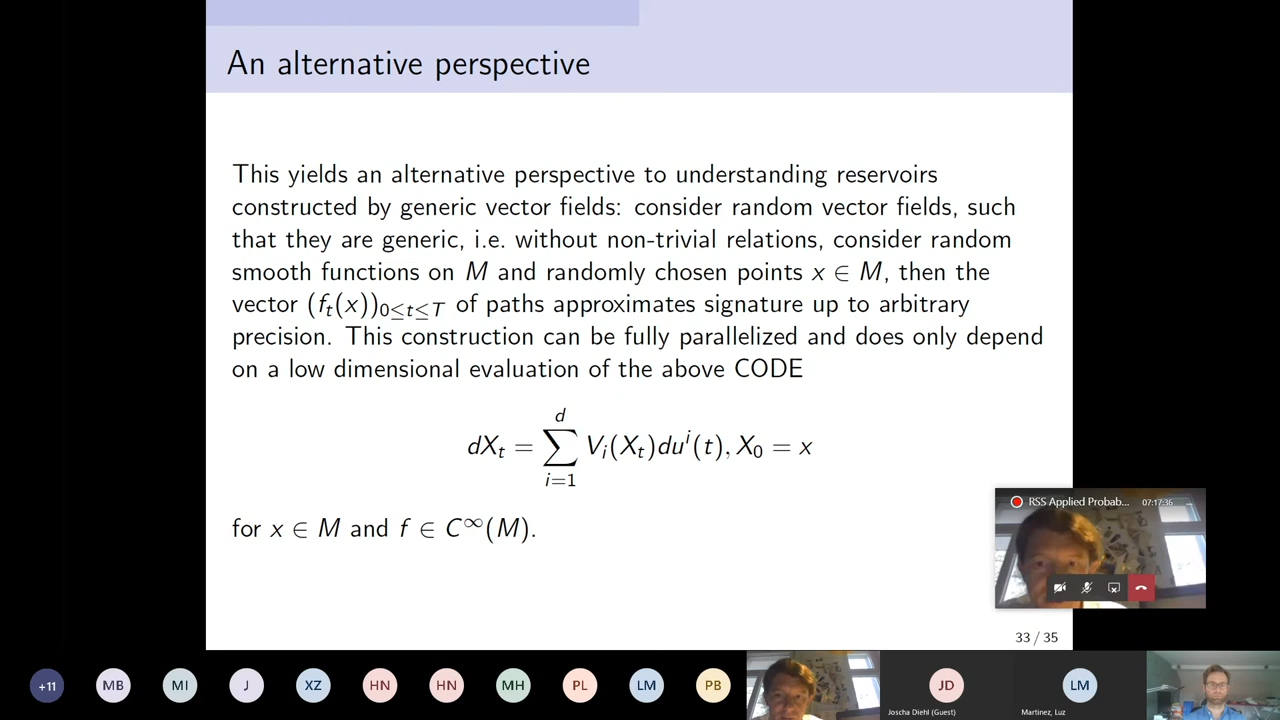 An alternative perspective
This yields an alternative perspective to understanding reservoirs
constructed by generic vector fields: consider random vector fields, such
that they are generic, i.e. without non-trivial relations, consider random
smooth functions on M and randomly chosen points x ∈ M, then the
vector (f_t(x))_{0≤t≤T} of paths approximates signature up to arbitrary
precision. This construction can be fully parallelized and does only depend
on a low dimensional evaluation of the above CODE
dX_t = ∑_{i=1}^{d} V_i(X_t)du^i(t), X_0 = x
for x ∈ M and f ∈ C^∞(M).
RSS Applied Probab... 07:17:36
33 / 35
+11 MB MI J XZ HN HN MH PL LM PB JD LM
Joscha Diehl (Guest) Martinez, Luz